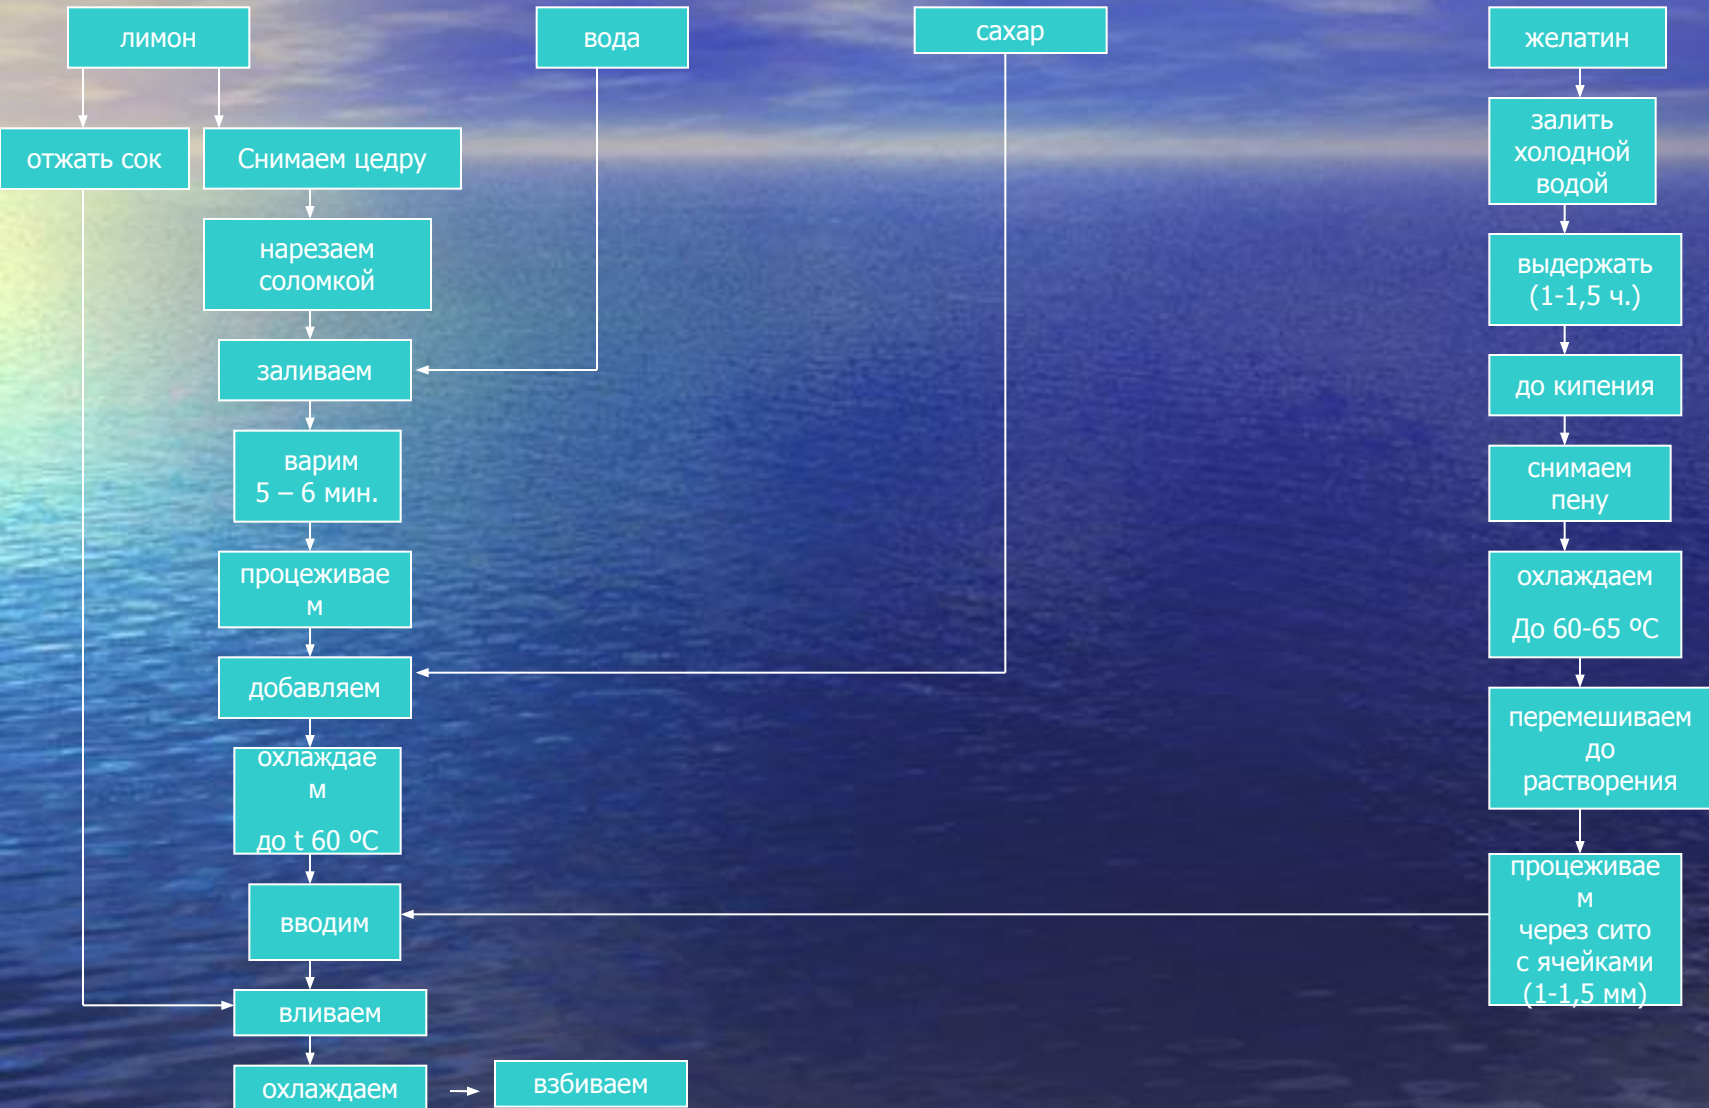 лимон
вода
сахар
желатин
отжать сок
Снимаем цедру
залить
холодной
водой
нарезаем
соломкой
выдержать
(1-1,5 ч.)
заливаем
до кипения
варим
5 – 6 мин.
снимаем
пену
процеживае
м
охлаждаем
До 60-65 ºС
добавляем
перемешиваем
до
растворения
охлаждае
м
до t 60 ºС
процеживае
м
через сито
с ячейками
(1-1,5 мм)
вводим
вливаем
охлаждаем
взбиваем